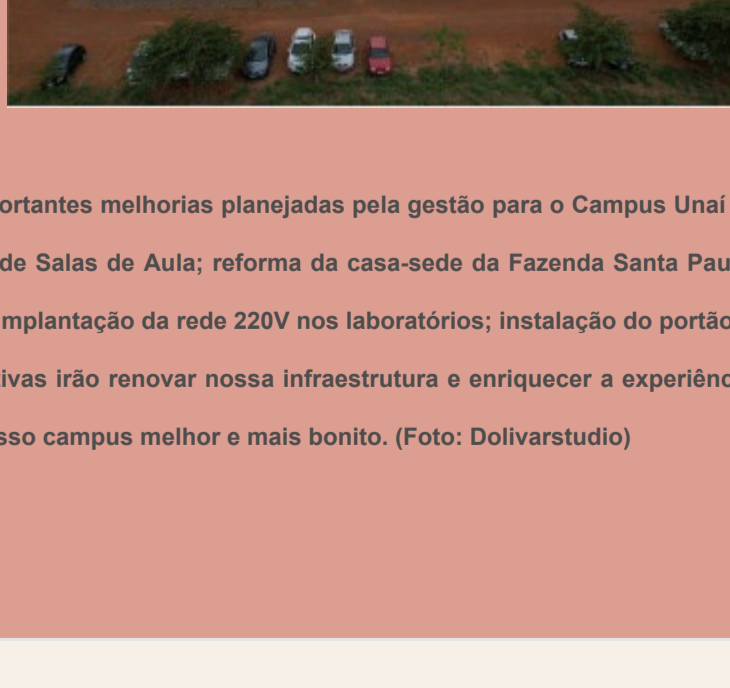 ortantes melhorias planejadas pela gestão para o Campus Unaí
de Salas de Aula; reforma da casa-sede da Fazenda Santa Pau
mplantação da rede 220V nos laboratórios; instalação do portão
tivas irão renovar nossa infraestrutura e enriquecer a experiênc
sso campus melhor e mais bonito. (Foto: Dolivarstudio)